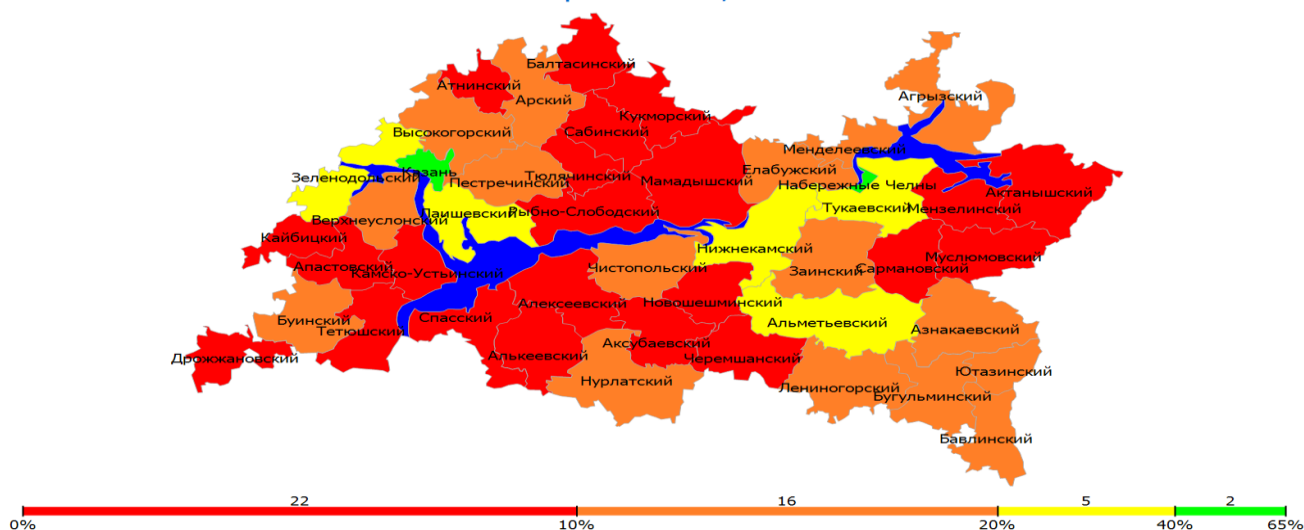 Балтасинский
Атнинский
Арский
Агрызский
Кукморский
Сабинский
Высокогорский
Менделеевский
Казань
Елабужский
Зеленодольский
Пестречинский
Тюлячинский
Мамадышский
Набережные Челны
Актанышский
Верхнеуслонский
Лаишевский
Рыбно-Слободский
Тукаевский
Мензелинский
Кайбицкий
Нижнекамский
Апастовский
Камско-Устьинский
Чистопольский
Заинский
Сармановский
Муслюмовский
Алексеевский
Новошешминский
Буинский
Тетюшский
Спасский
Альметьевский
Азнакаевский
Дрожжановский
Алькеевский
Аксубаевский
Черемшанский
Нурлатский
Лениногорский
Ютазинский
Бугульминский
Бавлинский
22 16 5 2
0% 10% 20% 40% 65%